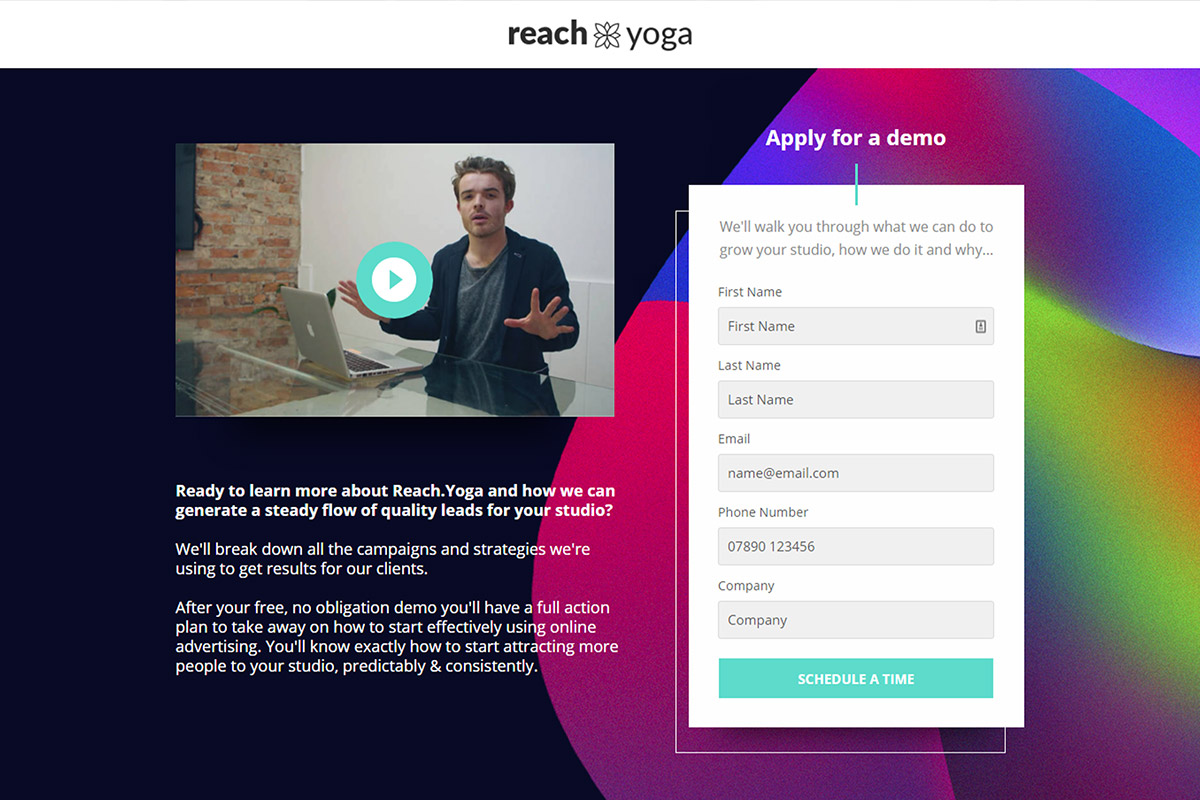 reach yoga
Apply for a demo
We'll walk you through what we can do to
grow your studio, how we do it and why...
First Name
First Name
Last Name
Last Name
Email
name@email.com
Phone Number
07890 123456
Company
Company
SCHEDULE A TIME
Ready to learn more about Reach.Yoga and how we can
generate a steady flow of quality leads for your studio?
We'll break down all the campaigns and strategies we're
using to get results for our clients.
After your free, no obligation demo you'll have a full action
plan to take away on how to start effectively using online
advertising. You'll know exactly how to start attracting more
people to your studio, predictably & consistently.